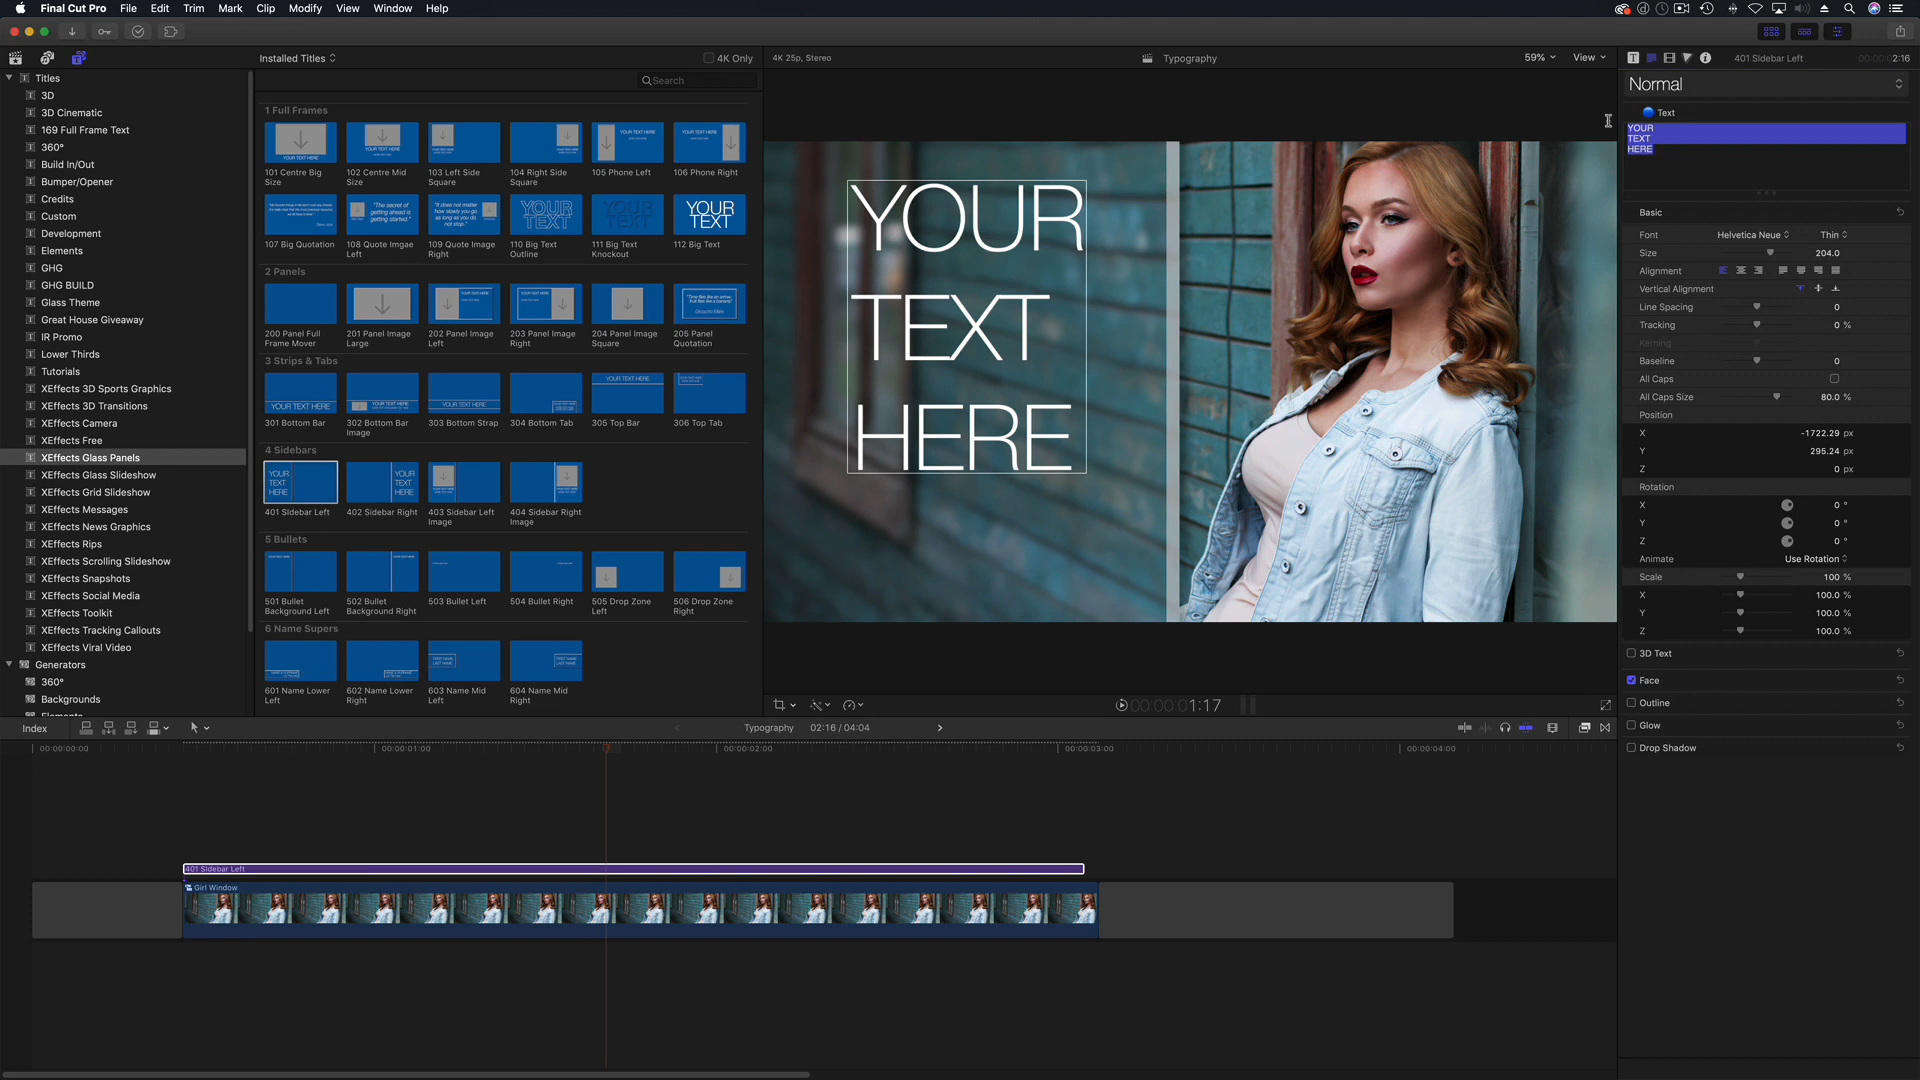 Final Cut Pro File Edit Trim Mark Clip Modify View Window Help
Installed Titles 4K Only
Search
4K 25p, Stereo Typography 59% View
401 SIdebar Left 2:16
Titles
3D
3D Cinematic
169 Full Frame Text
360°
Build In/Out
Bumper/Opener
Credits
Custom
Development
Elements
GHG
GHG BUILD
Glass Theme
Great House Giveaway
IR Promo
Lower Thirds
Tutorials
XEffects 3D Sports Graphics
XEffects 3D Transitions
XEffects Camera
XEffects Free
XEffects Glass Panels
XEffects Glass Slideshow
XEffects Grid Slideshow
XEffects Messages
XEffects News Graphics
XEffects Rips
XEffects Scrolling Slideshow
XEffects Snapshots
XEffects Social Media
XEffects Toolkit
XEffects Tracking Callouts
XEffects Viral Video
Generators
360°
Backgrounds
1 Full Frames
101 Centre Big Size
102 Centre Mid Size
103 Left Side Square
104 Right Side Square
105 Phone Left
106 Phone Right
107 Big Quotation
108 Quote Imgae Left
109 Quote Image Right
110 Big Text Outline
111 Big Text Knockout
112 Big Text
2 Panels
200 Panel Full Frame Mover
201 Panel Image Large
202 Panel Image Left
203 Panel Image Right
204 Panel Image Square
205 Panel Quotation
3 Strips & Tabs
301 Bottom Bar
302 Bottom Bar Image
303 Bottom Strap
304 Bottom Tab
305 Top Bar
306 Top Tab
4 Sidebars
401 SIdebar Left
402 Sidebar Right
403 Sidebar Left Image
404 Sidebar Right Image
5 Bullets
501 Bullet Background Left
502 Bullet Background Right
503 Bullet Left
504 Bullet Right
505 Drop Zone Left
506 Drop Zone Right
6 Name Supers
601 Name Lower Left
602 Name Lower Right
603 Name Mid Left
604 Name Mid Right
YOUR
TEXT
HERE
00:00:00:01:17
Normal
Text
YOUR
TEXT
HERE
Basic
Font Helvetica Neue Thin
Size 204.0
Alignment
Vertical Alignment
Line Spacing 0
Tracking 0 %
Kerning
Baseline 0
All Caps
All Caps Size 80.0 %
Position
X -1722.29 px
Y 295.24 px
Z 0 px
Rotation
X 0 °
Y 0 °
Z 0 °
Animate Use Rotation
Scale 100 %
X 100.0 %
Y 100.0 %
Z 100.0 %
3D Text
Face
Outline
Glow
Drop Shadow
Index Typography 02:16 / 04:04
00:00:00:00 00:00:01:00 00:00:02:00 00:00:03:00 00:00:04:00
401 SIdebar Left
Girl Window